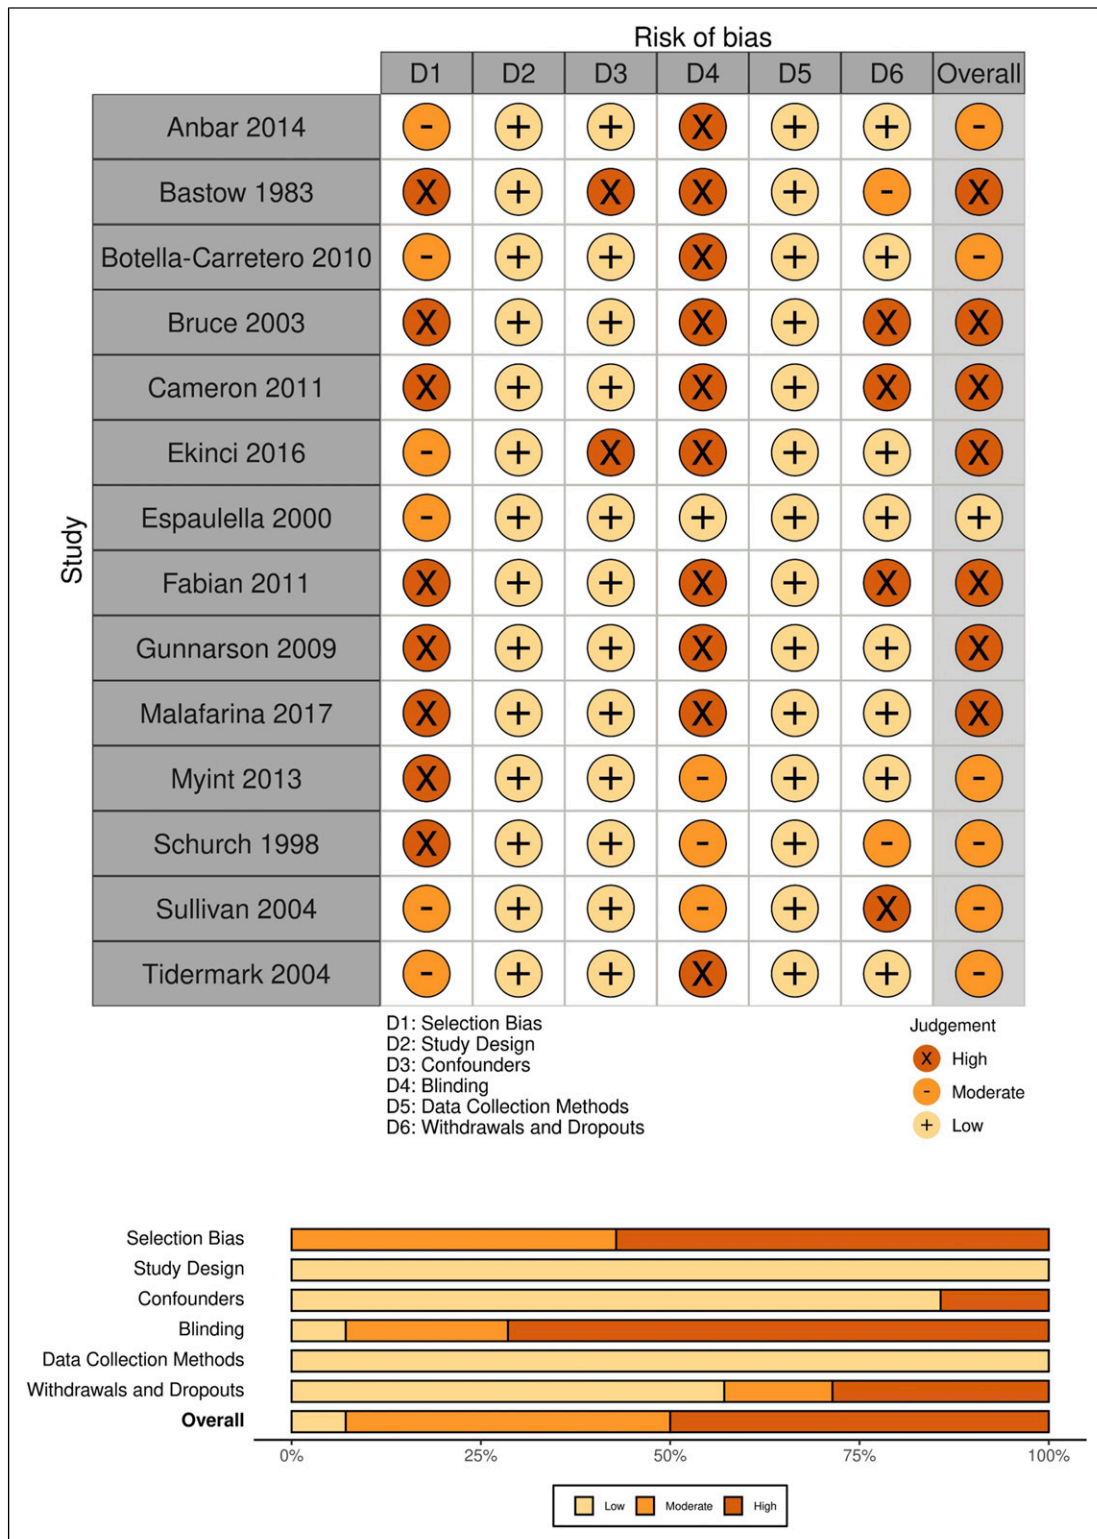 Risk of bias
D1 D2 D3 D4 D5 D6 Overall
Study
Anbar 2014 - + + X + + -
Bastow 1983 X + X X + - X
Botella-Carretero 2010 - + + X + + -
Bruce 2003 X + + X + X X
Cameron 2011 X + + X + X X
Ekinci 2016 - + X X + + X
Espaulella 2000 - + + + + + +
Fabian 2011 X + + X + X X
Gunnarson 2009 X + + X + + X
Malafarina 2017 X + + X + + X
Myint 2013 X + + - + + -
Schurch 1998 X + + - + - -
Sullivan 2004 - + + - + X -
Tidermark 2004 - + + X + + -
D1: Selection Bias
D2: Study Design
D3: Confounders
D4: Blinding
D5: Data Collection Methods
D6: Withdrawals and Dropouts
Judgement
X High
- Moderate
+ Low
Selection Bias
Study Design
Confounders
Blinding
Data Collection Methods
Withdrawals and Dropouts
Overall
0% 25% 50% 75% 100%
Low Moderate High